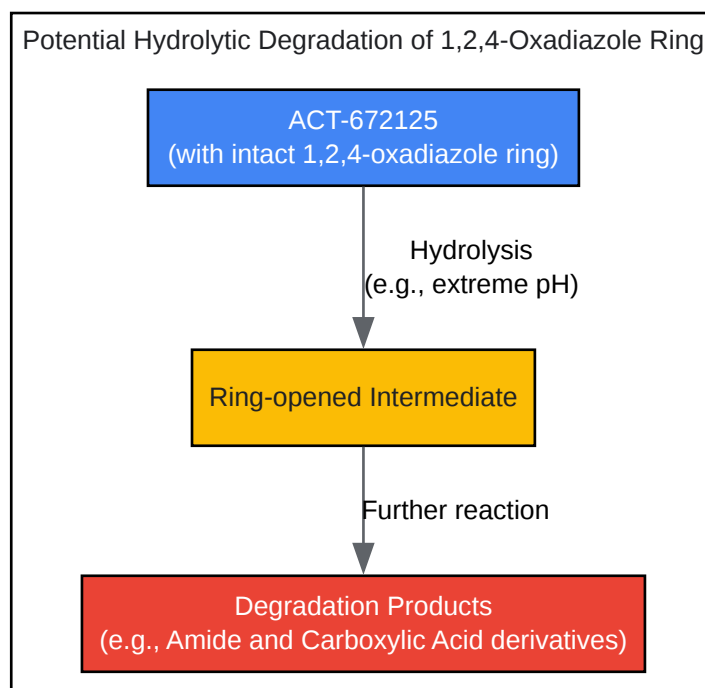 Potential Hydrolytic Degradation of 1,2,4-Oxadiazole Ring
ACT-672125
(with intact 1,2,4-oxadiazole ring)
Hydrolysis
(e.g., extreme pH)
Ring-opened Intermediate
Further reaction
Degradation Products
(e.g., Amide and Carboxylic Acid derivatives)